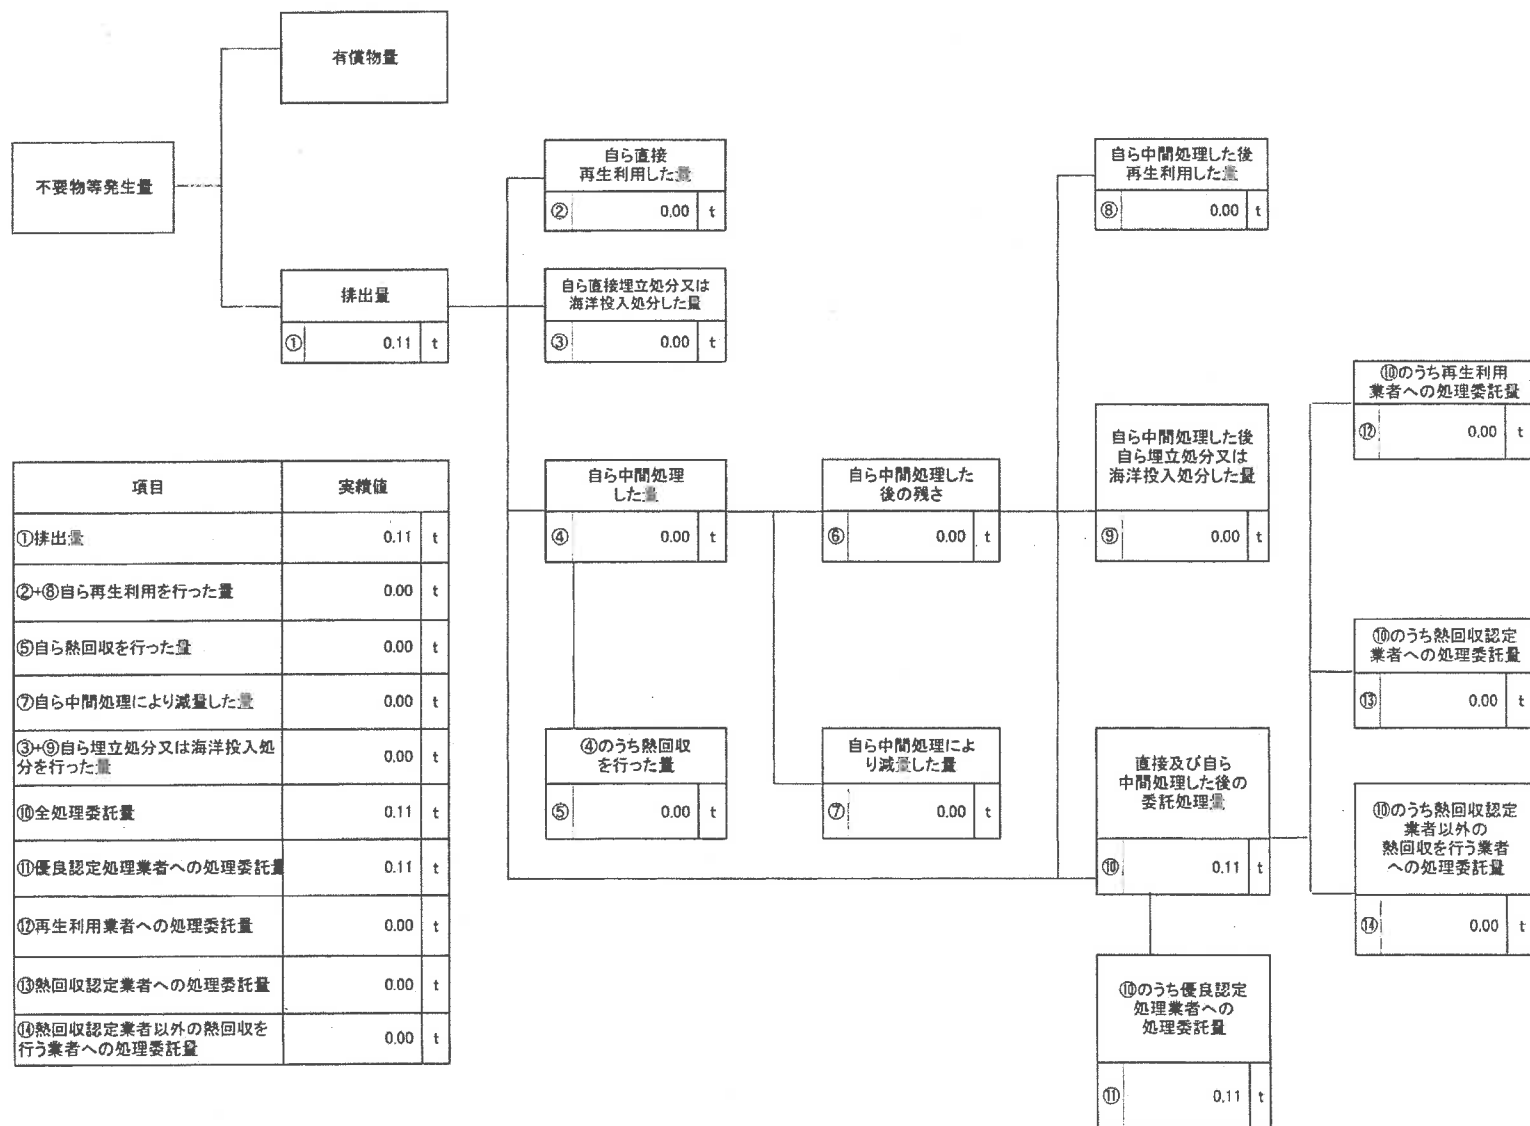 有償物量
不要物等発生量
排出量
① 0.11 t
自ら直接
再生利用した量
② 0.00 t
自ら直接埋立処分又は
海洋投入処分した量
③ 0.00 t
自ら中間処理
した量
④ 0.00 t
④のうち熱回収
を行った量
⑤ 0.00 t
自ら中間処理した
後の残さ
⑥ 0.00 t
自ら中間処理によ
り減量した量
⑦ 0.00 t
自ら中間処理した後
再生利用した量
⑧ 0.00 t
自ら中間処理した後
自ら埋立処分又は
海洋投入処分した量
⑨ 0.00 t
直接及び自ら
中間処理した後の
委託処理量
⑩ 0.11 t
⑩のうち優良認定
処理業者への
処理委託量
⑪ 0.11 t
⑩のうち再生利用
業者への処理委託量
⑫ 0.00 t
⑩のうち熱回収認定
業者への処理委託量
⑬ 0.00 t
⑩のうち熱回収認定
業者以外の
熱回収を行う業者
への処理委託量
⑭ 0.00 t
項目 実績値
①排出量 0.11 t
②+⑧自ら再生利用を行った量 0.00 t
⑤自ら熱回収を行った量 0.00 t
⑦自ら中間処理により減量した量 0.00 t
③+⑨自ら埋立処分又は海洋投入処
分を行った量 0.00 t
⑩全処理委託量 0.11 t
⑪優良認定処理業者への処理委託量 0.11 t
⑫再生利用業者への処理委託量 0.00 t
⑬熱回収認定業者への処理委託量 0.00 t
⑭熱回収認定業者以外の熱回収を
行う業者への処理委託量 0.00 t